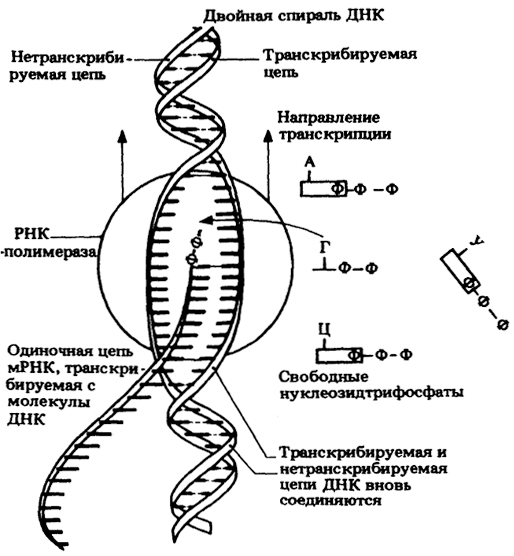 Двойная спираль ДНК
Нетранскриби-
руемая цепь
Транскрибируемая
цепь
Направление
транскрипции
А
Ф-Ф-Ф
РНК
-полимераза
Ф-Ф-
Г
Ф-Ф
У
Ф-Ф-Ф
Ц
Ф-Ф-Ф
Свободные
нуклеозидтрифосфаты
Одиночная цепь
мРНК, транскри-
бируемая с
молекулы
ДНК
Транскрибируемая и
нетранскрибируемая
цепи ДНК вновь
соединяются